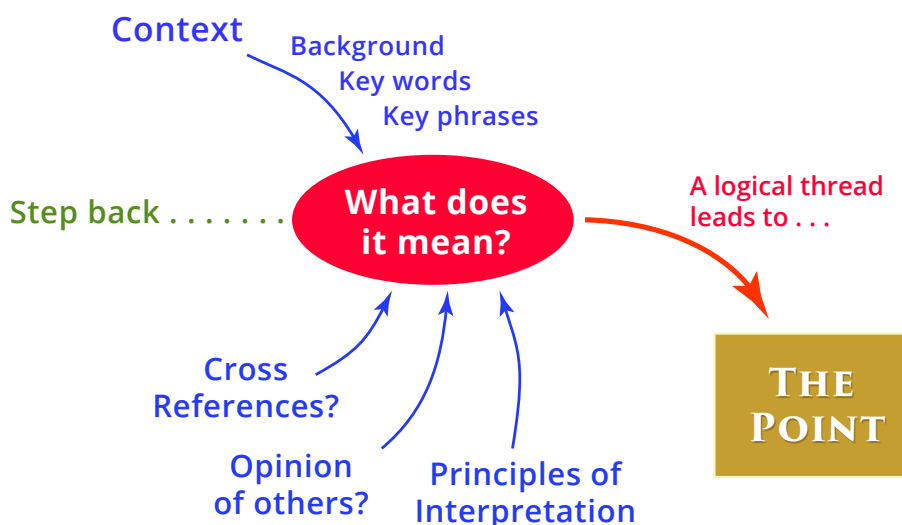 Context
Background
Key words
Key phrases
Step back . . . . . . .
What does
it mean?
A logical thread
leads to . . .
THE
POINT
Cross
References?
Opinion
of others?
Principles of
Interpretation